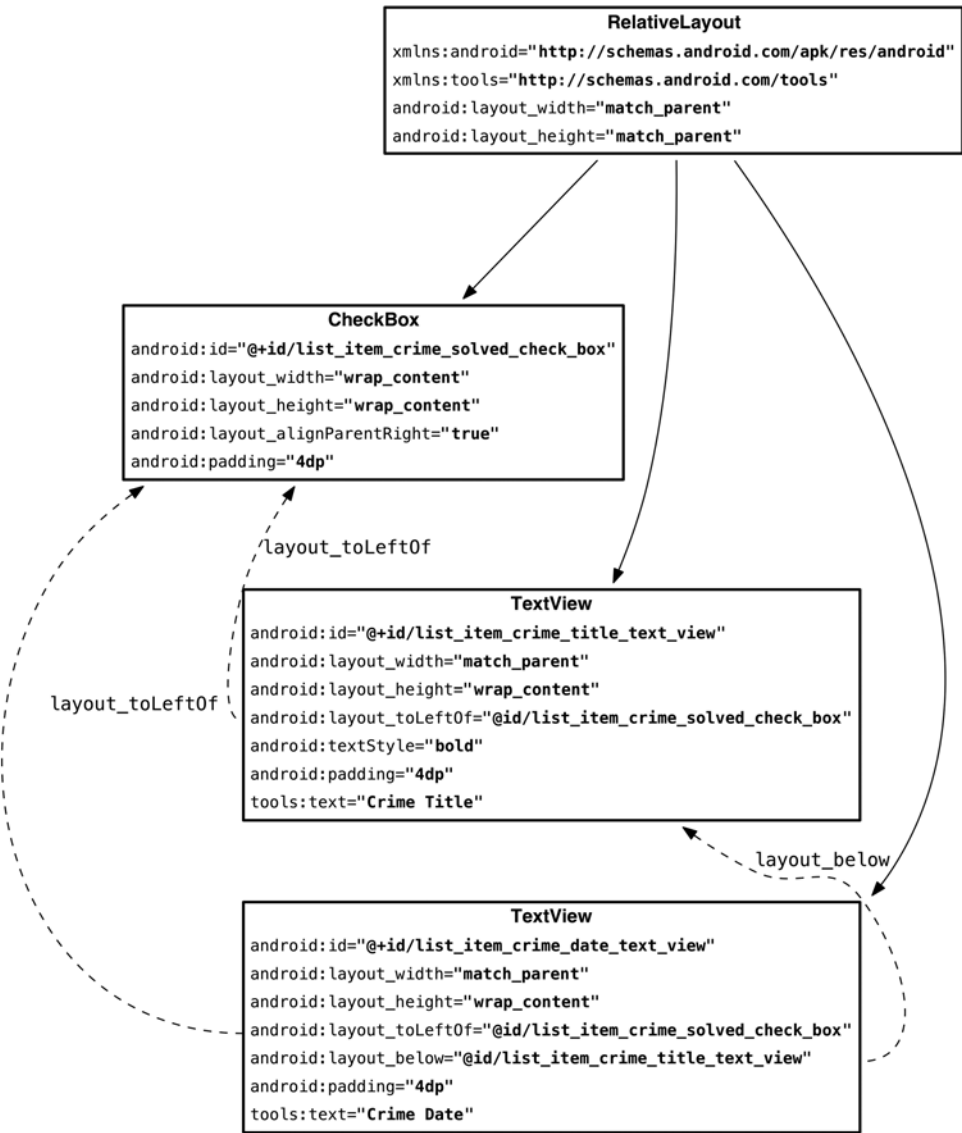 RelativeLayout
xmlns:android="http://schemas.android.com/apk/res/android"
xmlns:tools="http://schemas.android.com/tools"
android:layout_width="match_parent"
android:layout_height="match_parent"
CheckBox
android:id="@+id/list_item_crime_solved_check_box"
android:layout_width="wrap_content"
android:layout_height="wrap_content"
android:layout_alignParentRight="true"
android:padding="4dp"
layout_toLeftOf
layout_toLeftOf
TextView
android:id="@+id/list_item_crime_title_text_view"
android:layout_width="match_parent"
android:layout_height="wrap_content"
android:layout_toLeftOf="@id/list_item_crime_solved_check_box"
android:textStyle="bold"
android:padding="4dp"
tools:text="Crime Title"
layout_below
TextView
android:id="@+id/list_item_crime_date_text_view"
android:layout_width="match_parent"
android:layout_height="wrap_content"
android:layout_toLeftOf="@id/list_item_crime_solved_check_box"
android:layout_below="@id/list_item_crime_title_text_view"
android:padding="4dp"
tools:text="Crime Date"